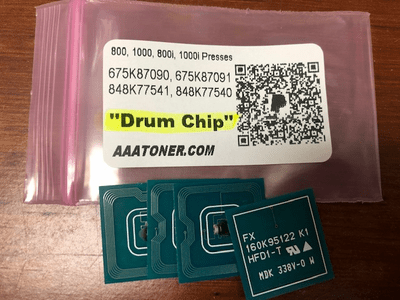 800, 1000, 800i, 1000i Presses
675K87090, 675K87091
848K77541, 848K77540
"Drum Chip"
AAATONER.COM
FX
160K95122 K1
HFD1-T
MDK 338V-0 W